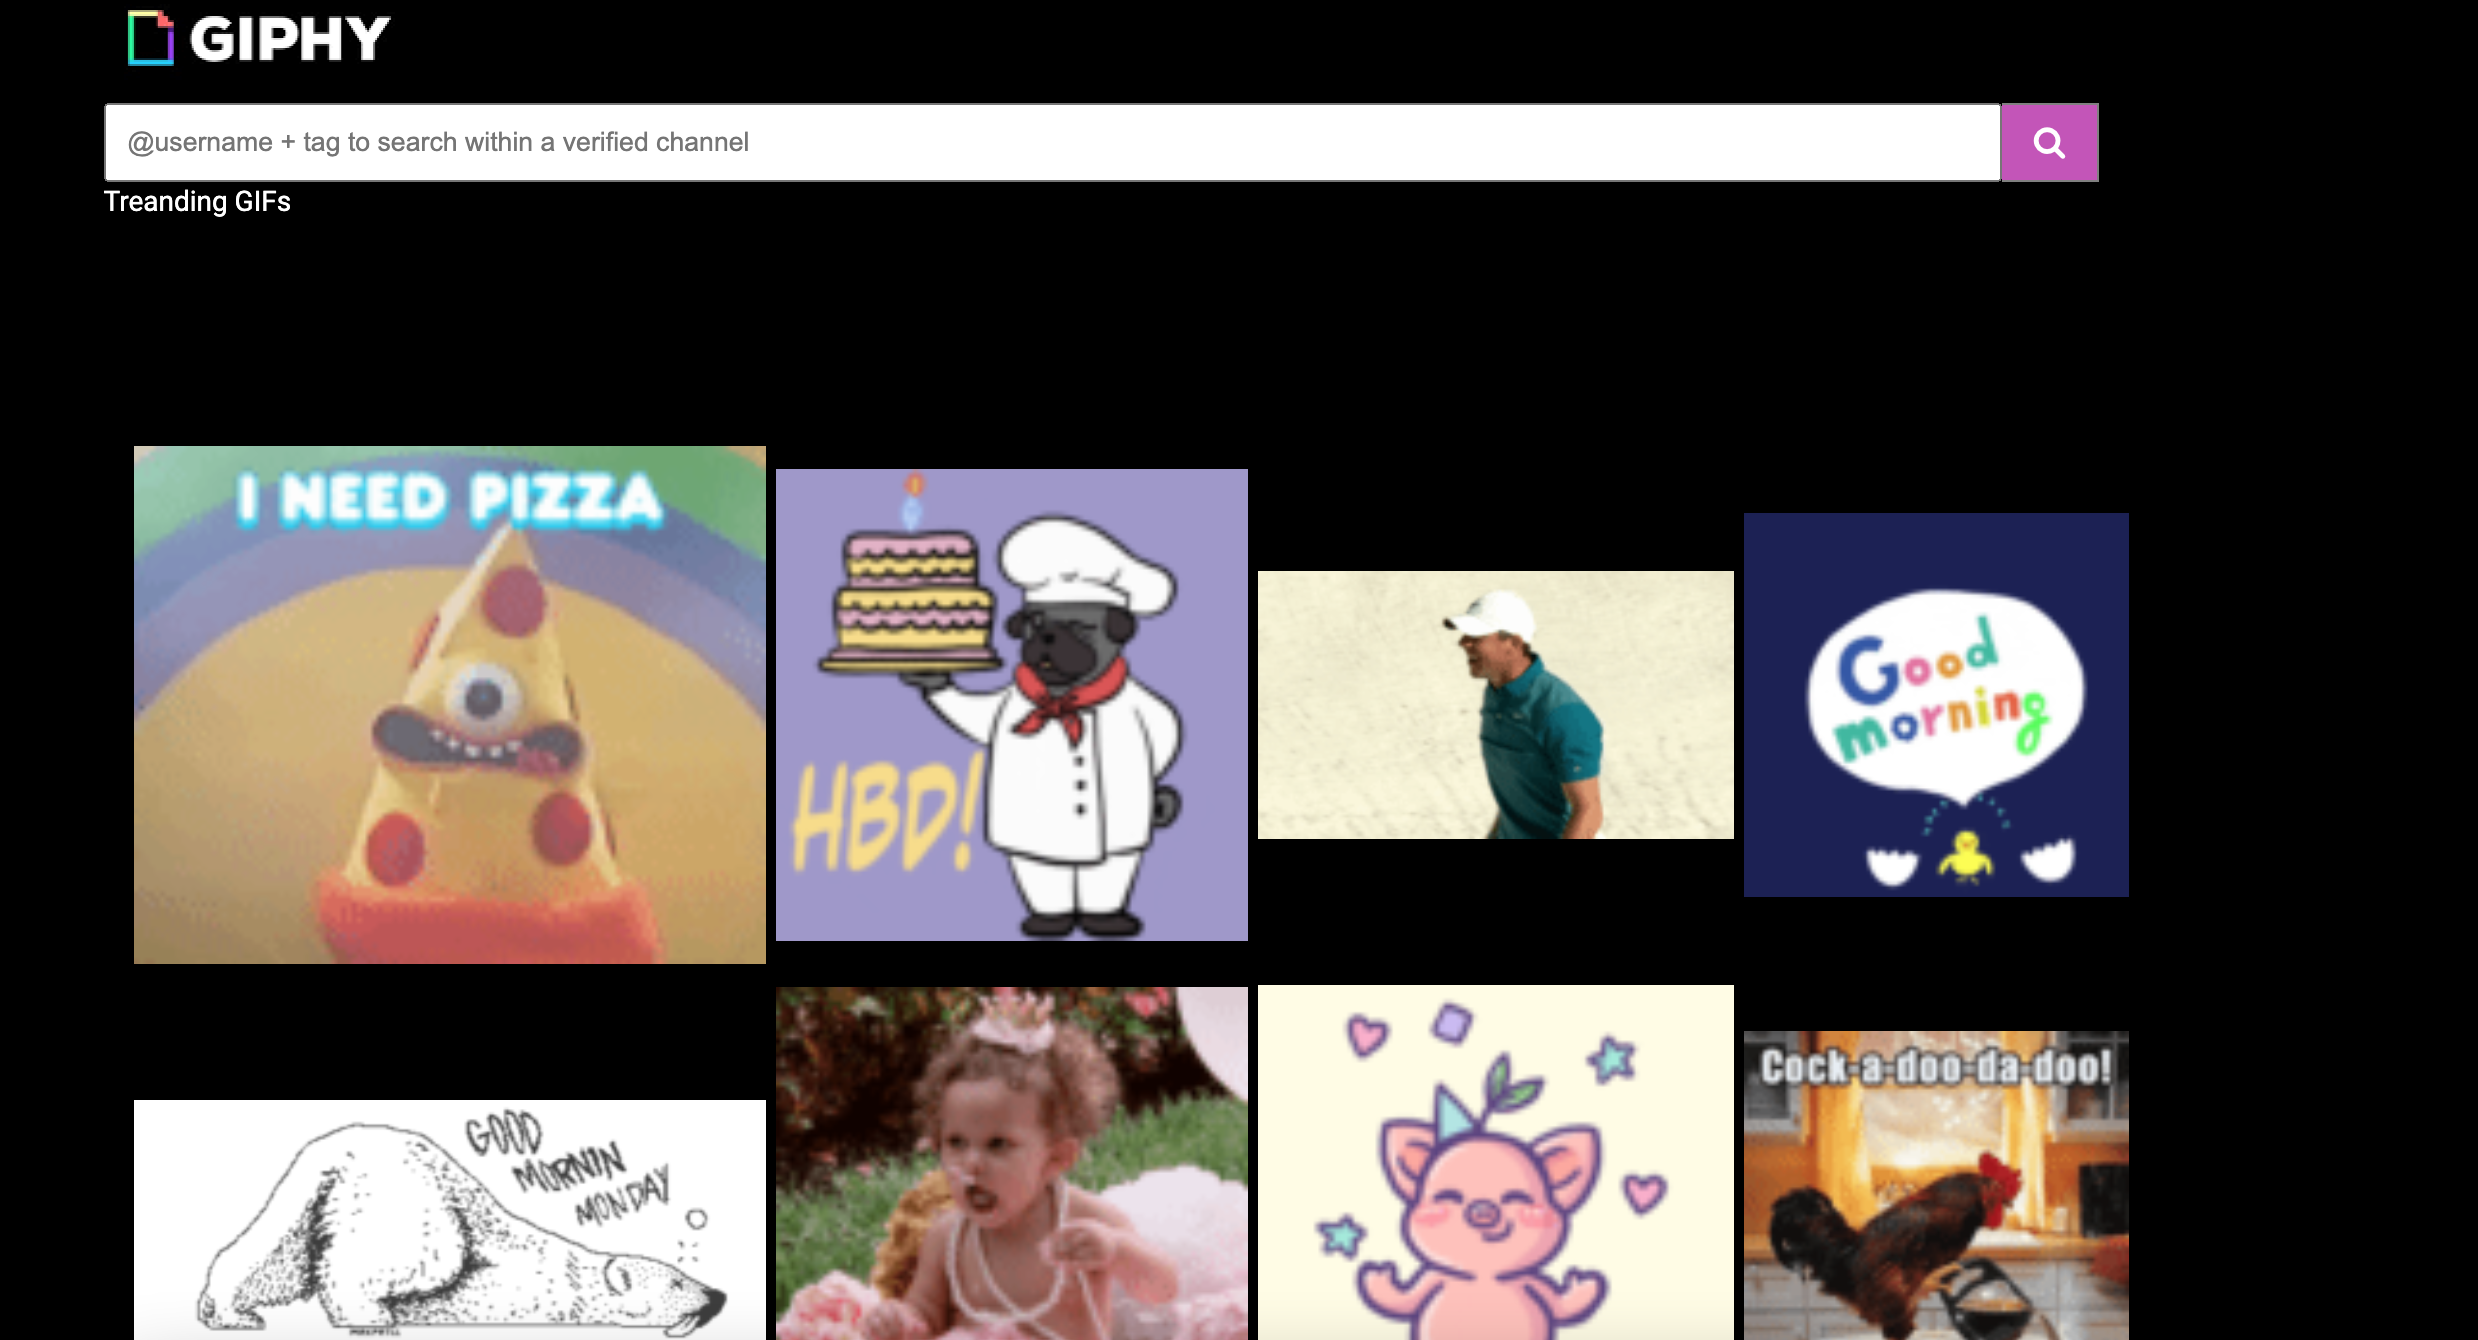 GIPHY
@username + tag to search within a verified channel
Treanding GIFs
I NEED PIZZA
HBD!
Good
morning
GOOD
MORNIN
MONDAY
Cock-a-doo-da-doo!